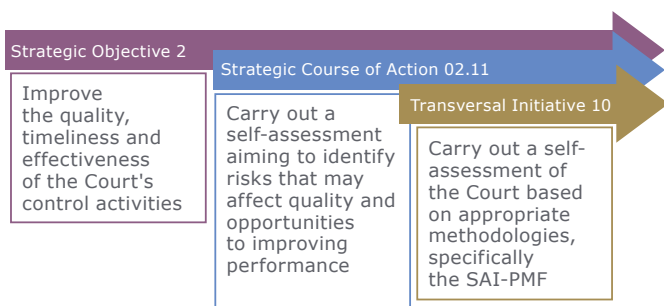 Strategic Objective 2
Improve
the quality,
timeliness and
effectiveness
of the Court's
control activities
Strategic Course of Action 02.11
Carry out a
self-assessment
aiming to identify
risks that may
affect quality and
opportunities
to improving
performance
Transversal Initiative 10
Carry out a self-
assessment of
the Court based
on appropriate
methodologies,
specifically
the SAI-PMF